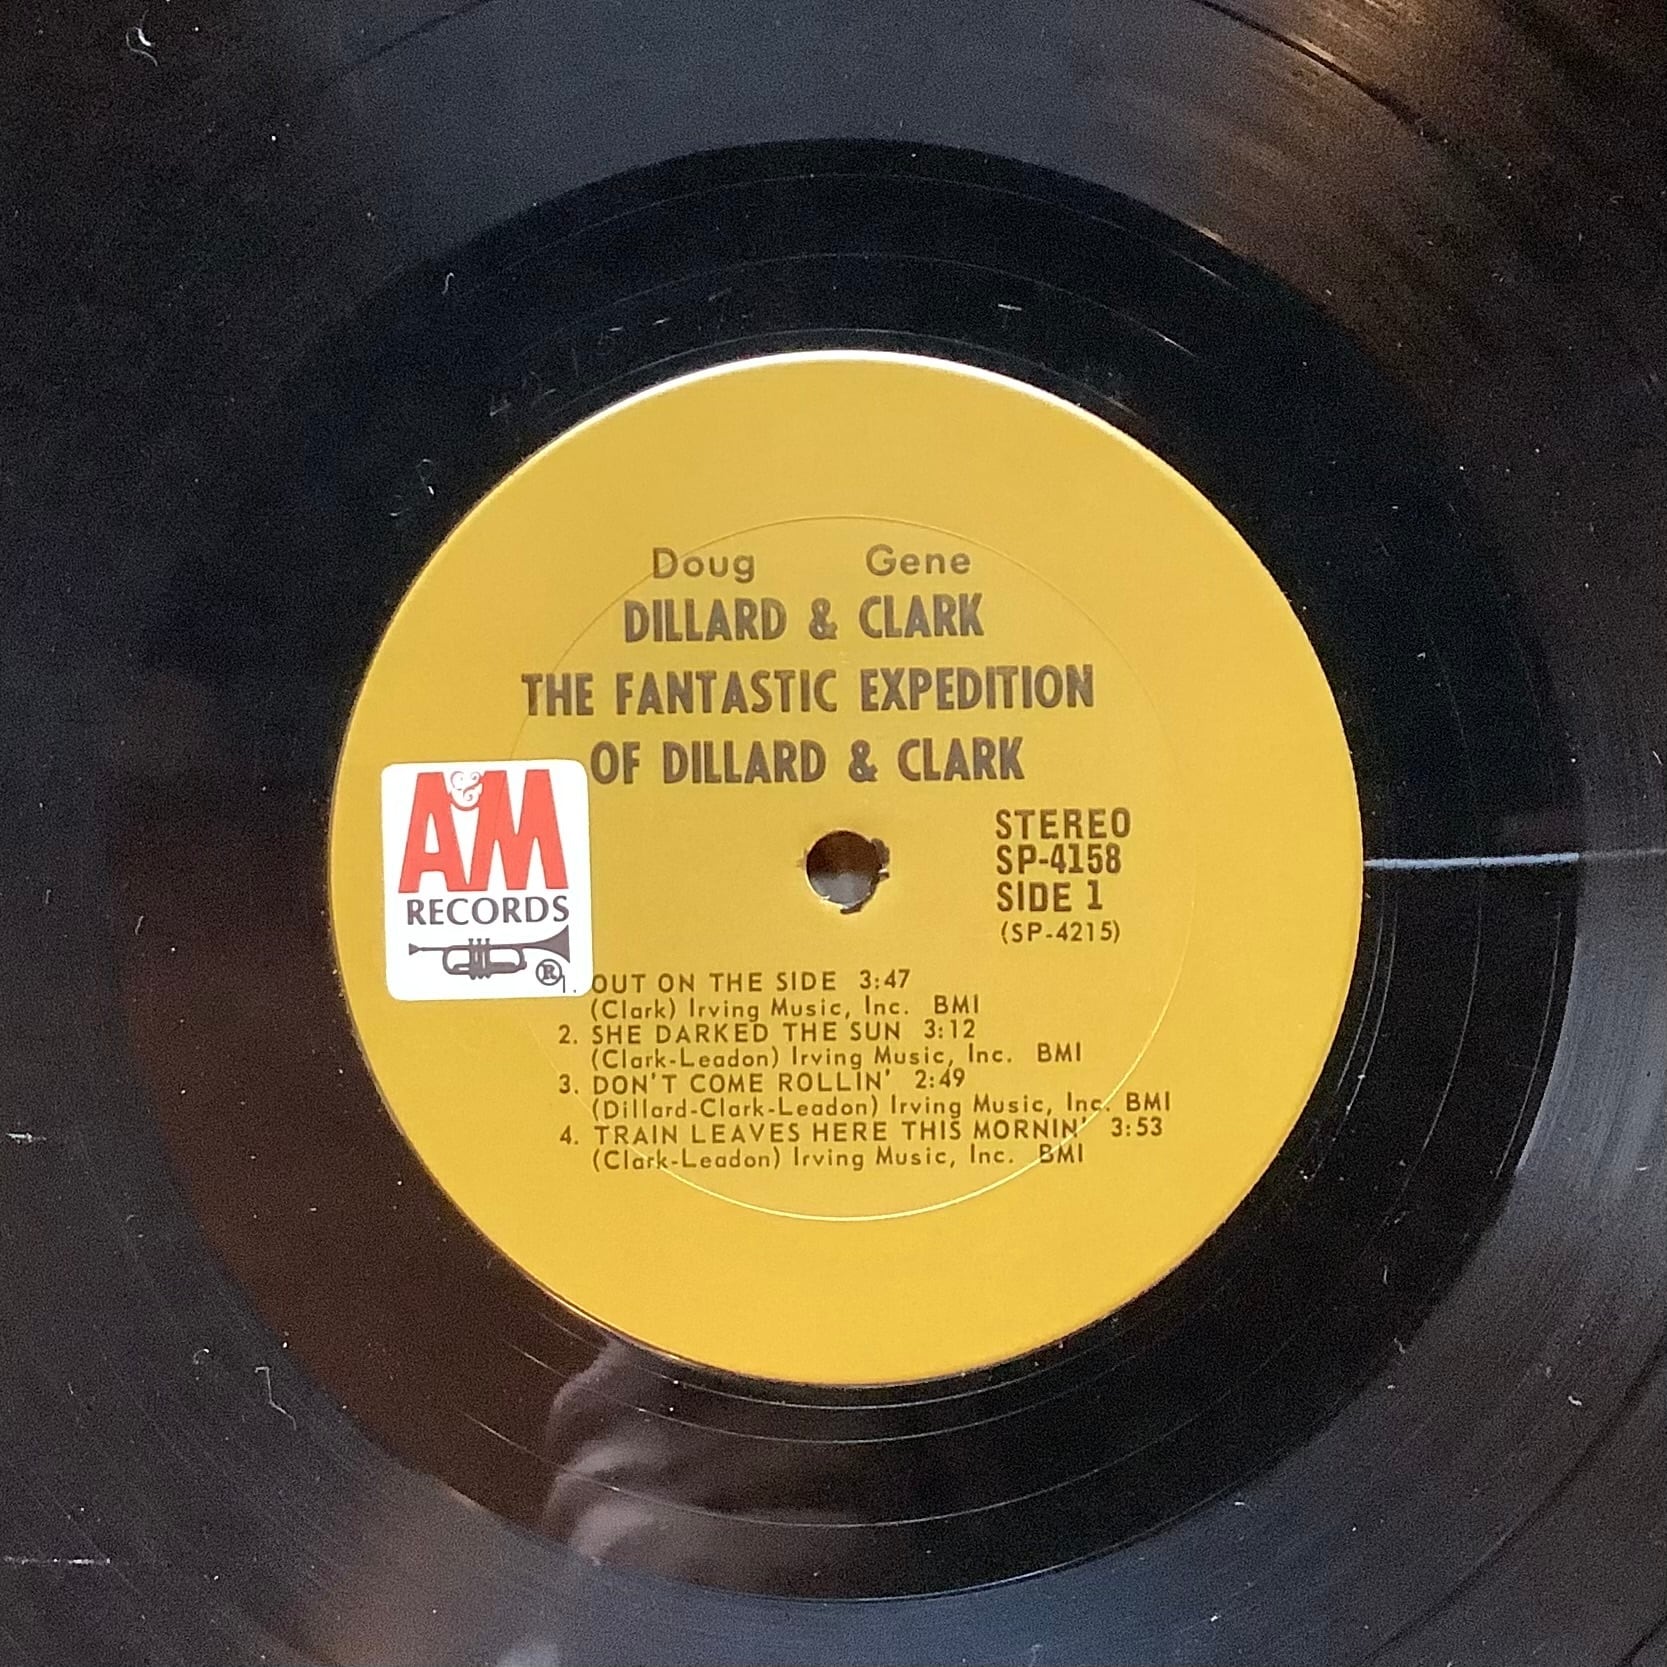 Doug Gene
DILLARD & CLARK
THE FANTASTIC EXPEDITION
OF DILLARD & CLARK
A&M
RECORDS
®
STEREO
SP-4158
SIDE 1
(SP-4215)
1. OUT ON THE SIDE 3:47
(Clark) Irving Music, Inc. BMI
2. SHE DARKED THE SUN 3:12
(Clark-Leadon) Irving Music, Inc. BMI
3. DON'T COME ROLLIN' 2:49
(Dillard-Clark-Leadon) Irving Music, Inc. BMI
4. TRAIN LEAVES HERE THIS MORNIN' 3:53
(Clark-Leadon) Irving Music, Inc. BMI